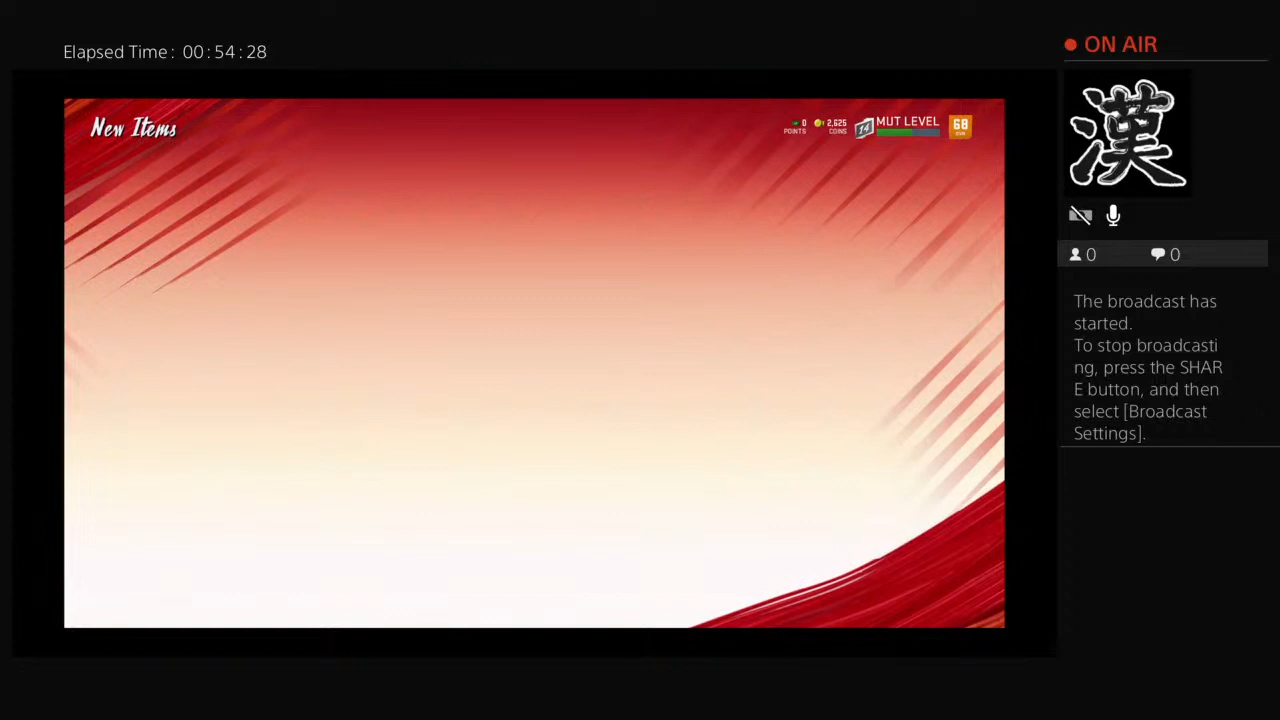 Elapsed Time: 00:54:28
ON AIR
New Items
0
POINTS
2,625
COINS
14
MUT LEVEL
68
OVR
漢
0
0
The broadcast has
started.
To stop broadcasti
ng, press the SHAR
E button, and then
select [Broadcast
Settings].